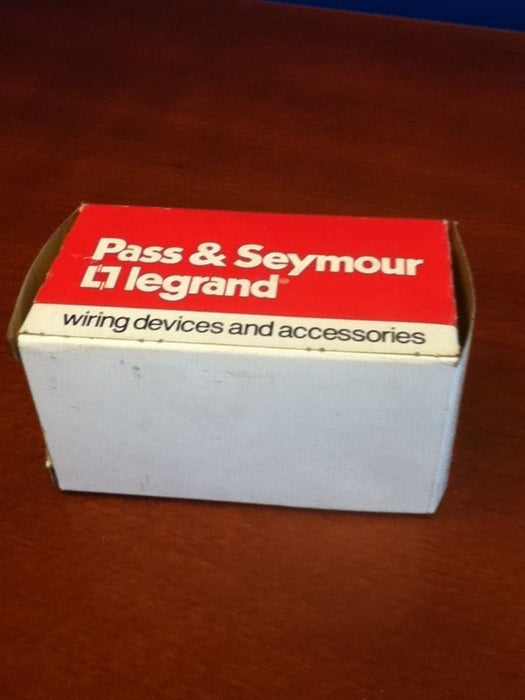 Pass & Seymour
legrand®
wiring devices and accessories